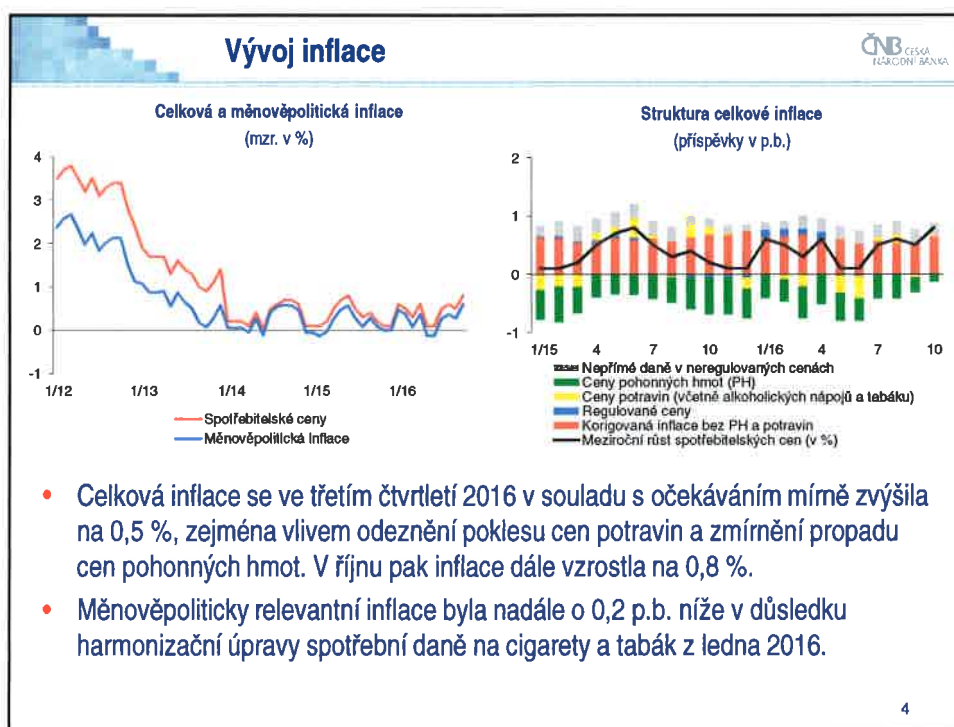 Vývoj inflace
ČNB ČESKÁ
NÁRODNÍ BANKA
Celková a měnověpolitická inflace
(mzr. v %)
4
3
2
1
0
-1
1/12 1/13 1/14 1/15 1/16
Spotřebitelské ceny
Měnověpolitická inflace
Struktura celkové inflace
(příspěvky v p.b.)
2
1
0
-1
1/15 4 7 10 1/16 4 7 10
Nepřímé daně v neregulovaných cenách
Ceny pohonných hmot (PH)
Ceny potravin (včetně alkoholických nápojů a tabáku)
Regulované ceny
Korigovaná inflace bez PH a potravin
Meziroční růst spotřebitelských cen (v %)
• Celková inflace se ve třetím čtvrtletí 2016 v souladu s očekáváním mírně zvýšila
na 0,5 %, zejména vlivem odeznění poklesu cen potravin a zmírnění propadu
cen pohonných hmot. V říjnu pak inflace dále vzrostla na 0,8 %.
• Měnověpoliticky relevantní inflace byla nadále o 0,2 p.b. níže v důsledku
harmonizační úpravy spotřební daně na cigarety a tabák z ledna 2016.
4